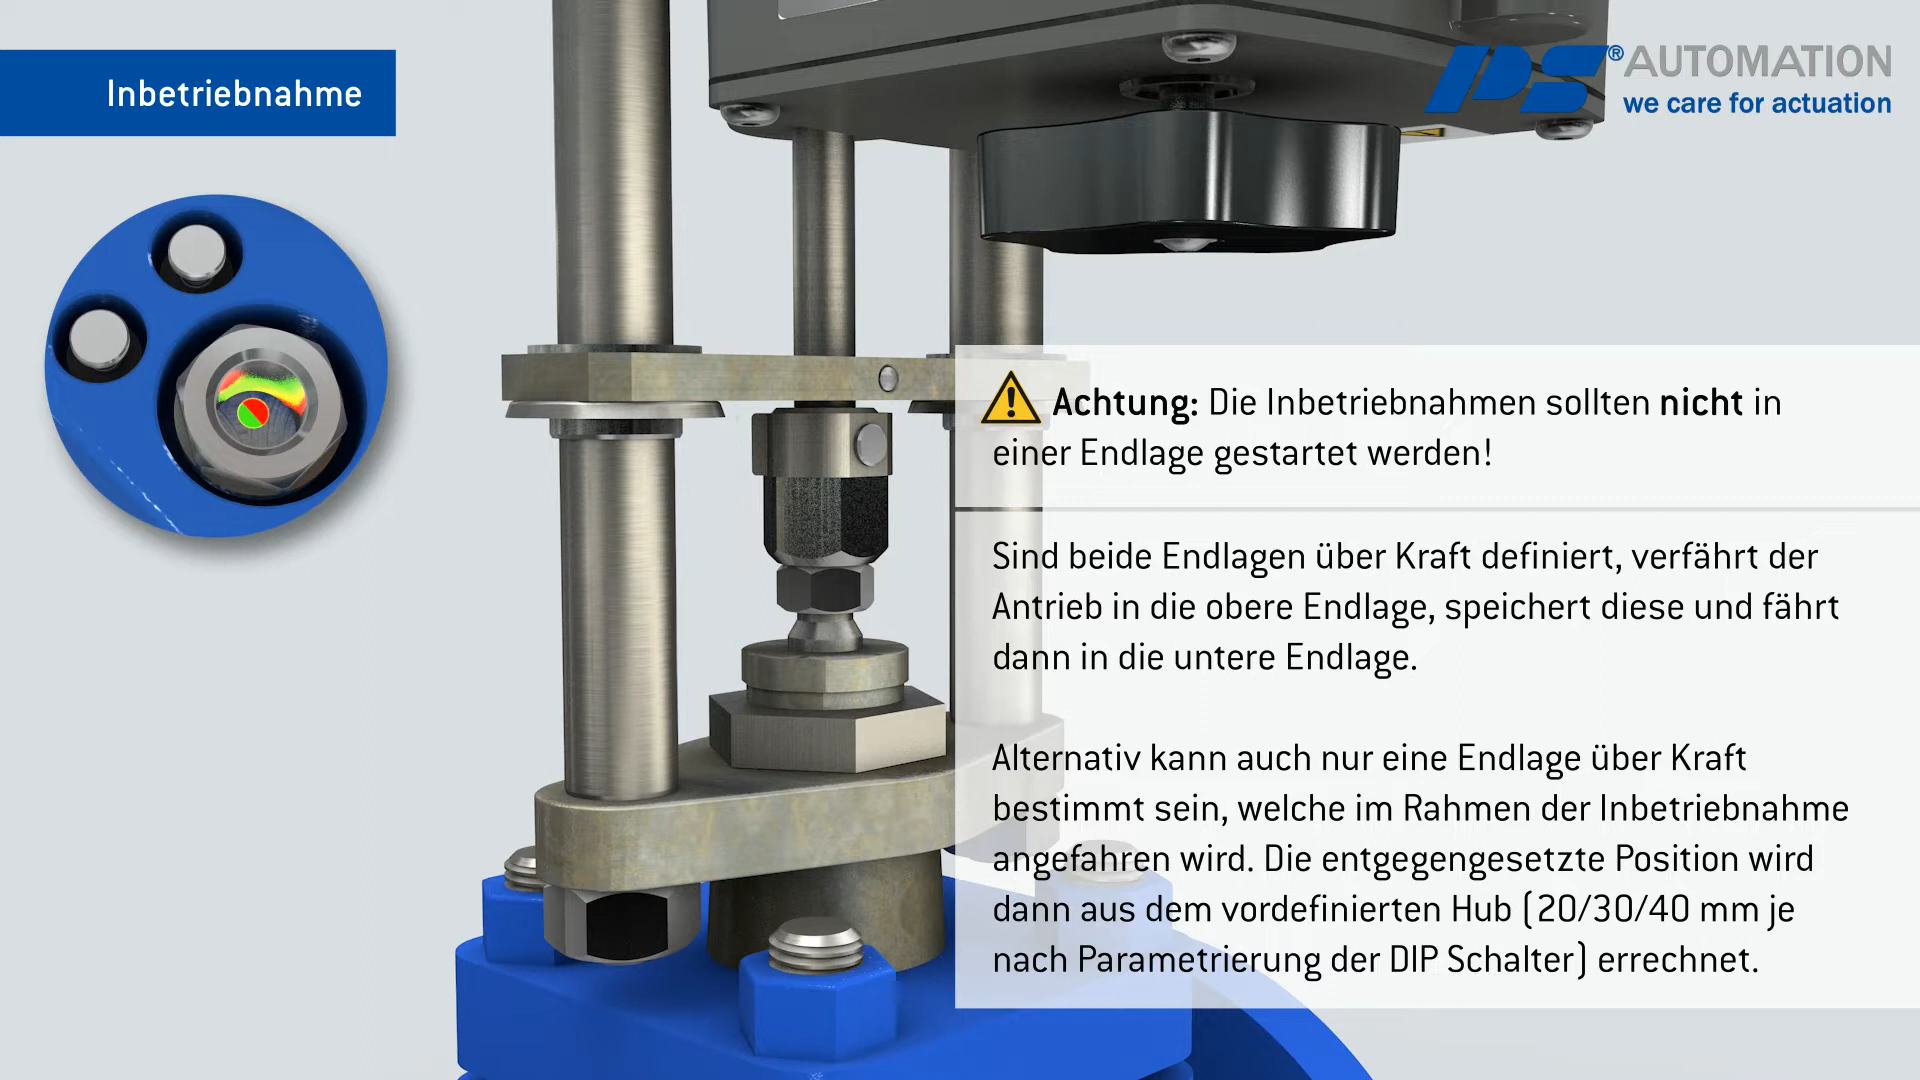 Inbetriebnahme
PS®AUTOMATION
we care for actuation
Achtung: Die Inbetriebnahmen sollten nicht in
einer Endlage gestartet werden!
Sind beide Endlagen über Kraft definiert, verfährt der
Antrieb in die obere Endlage, speichert diese und fährt
dann in die untere Endlage.
Alternativ kann auch nur eine Endlage über Kraft
bestimmt sein, welche im Rahmen der Inbetriebnahme
angefahren wird. Die entgegengesetzte Position wird
dann aus dem vordefinierten Hub (20/30/40 mm je
nach Parametrierung der DIP Schalter) errechnet.